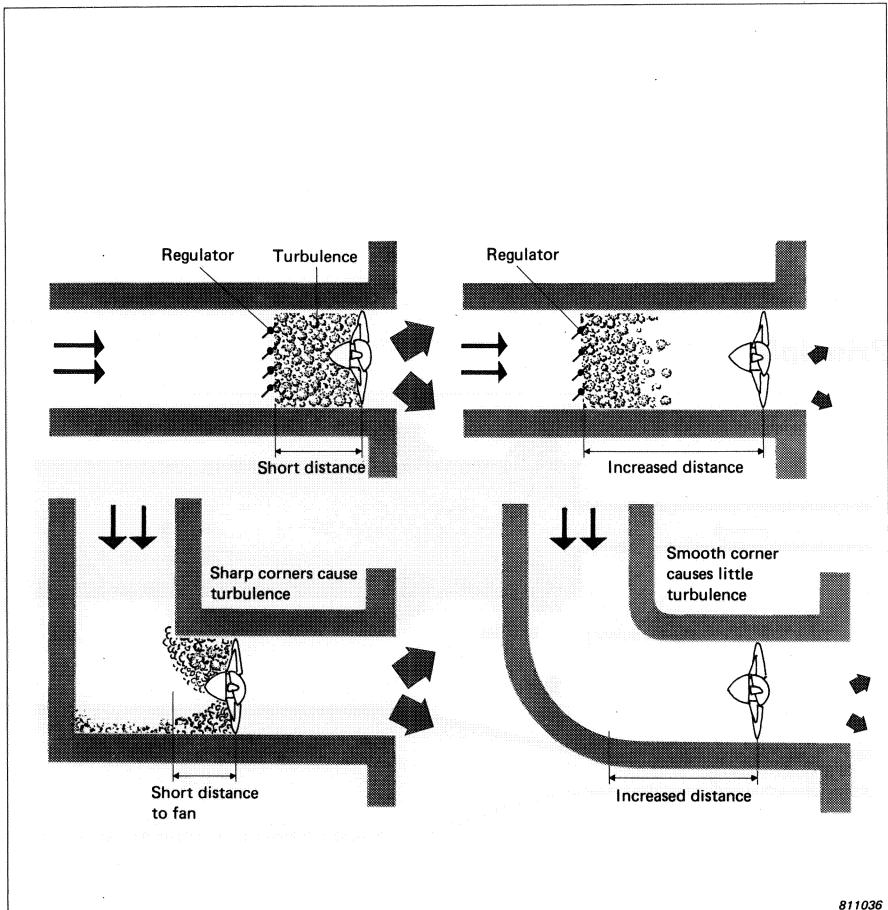 Regulator
Turbulence
Regulator
Short distance
Increased distance
Sharp corners cause
turbulence
Smooth corner
causes little
turbulence
Short distance
to fan
Increased distance
811036